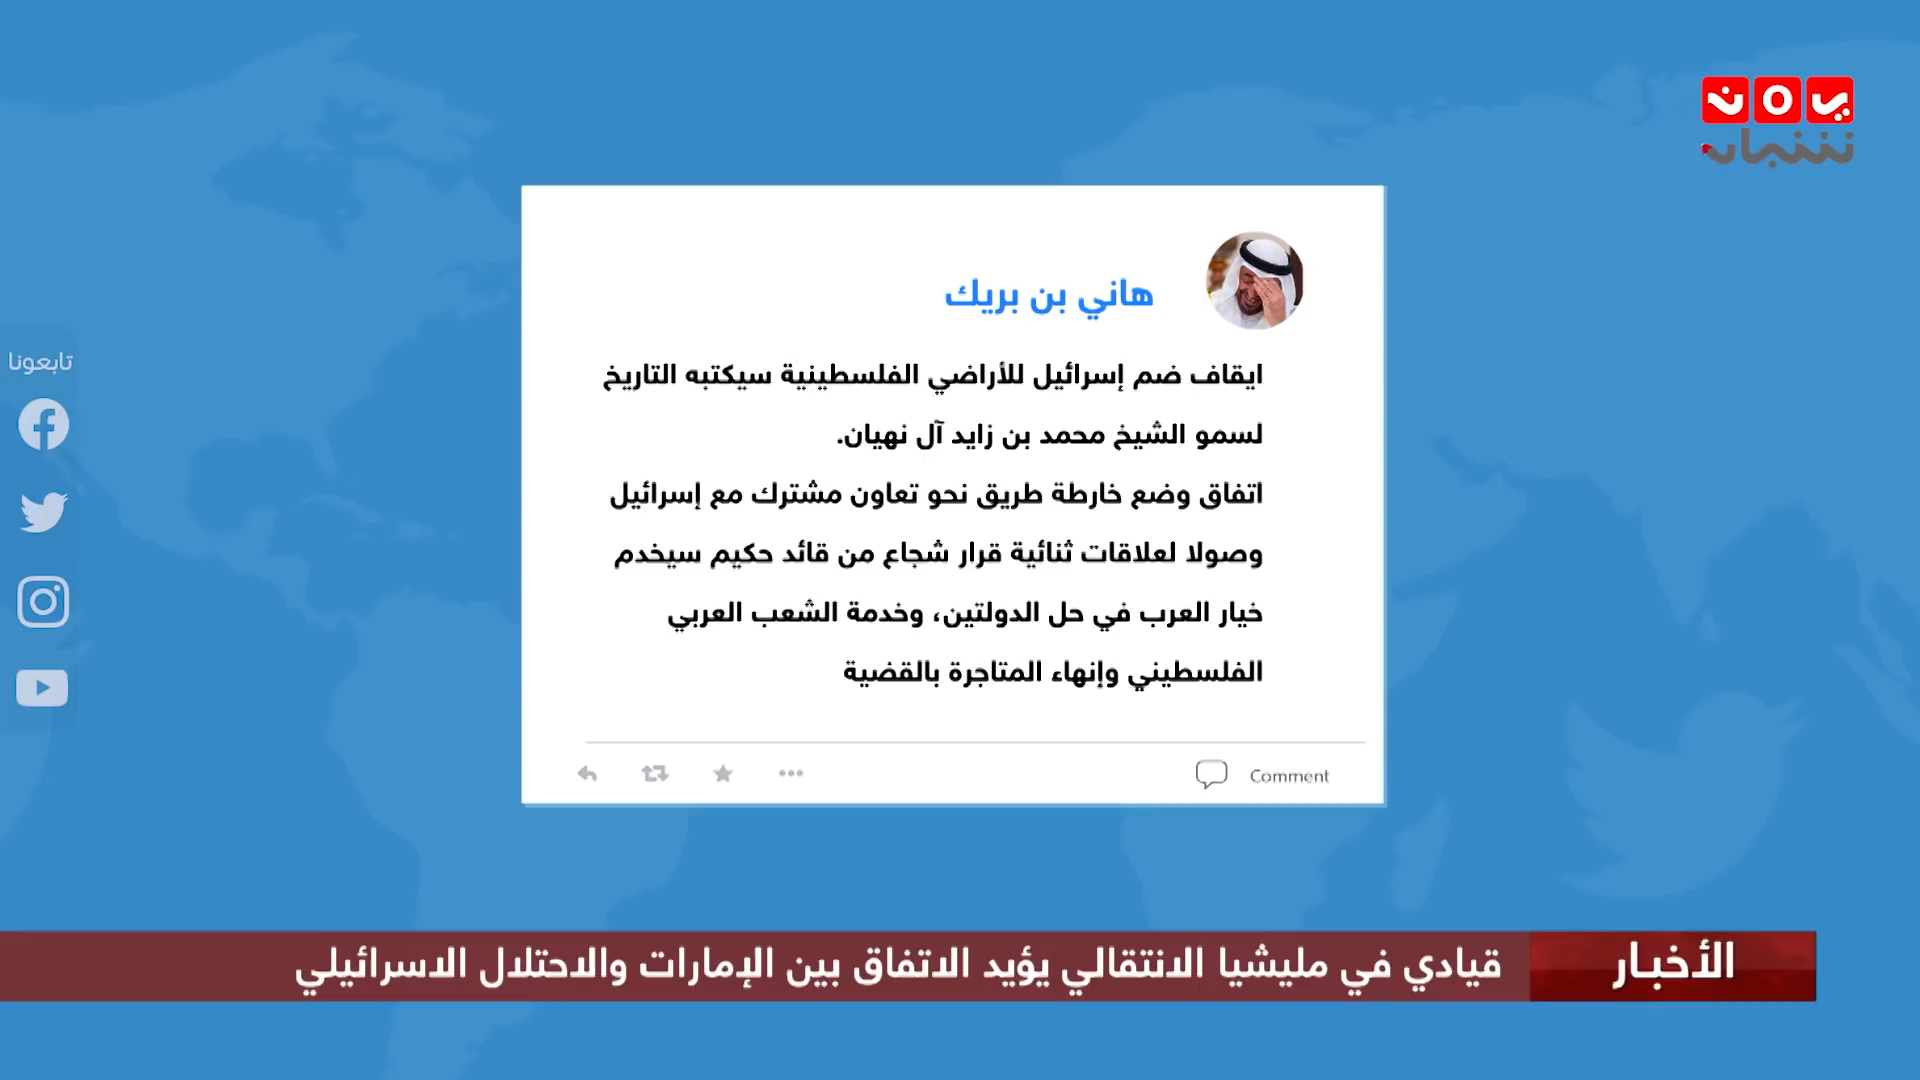 يمن
شباب
هاني بن بريك
ايقاف ضم إسرائيل للأراضي الفلسطينية سيكتبه التاريخ
لسمو الشيخ محمد بن زايد آل نهيان.
اتفاق وضع خارطة طريق نحو تعاون مشترك مع إسرائيل
وصولا لعلاقات ثنائية قرار شجاع من قائد حكيم سيخدم
خيار العرب في حل الدولتين، وخدمة الشعب العربي
الفلسطيني وإنهاء المتاجرة بالقضية
Comment
تابعونا
الأخبار
قيادي في مليشيا الانتقالي يؤيد الاتفاق بين الإمارات والاحتلال الاسرائيلي